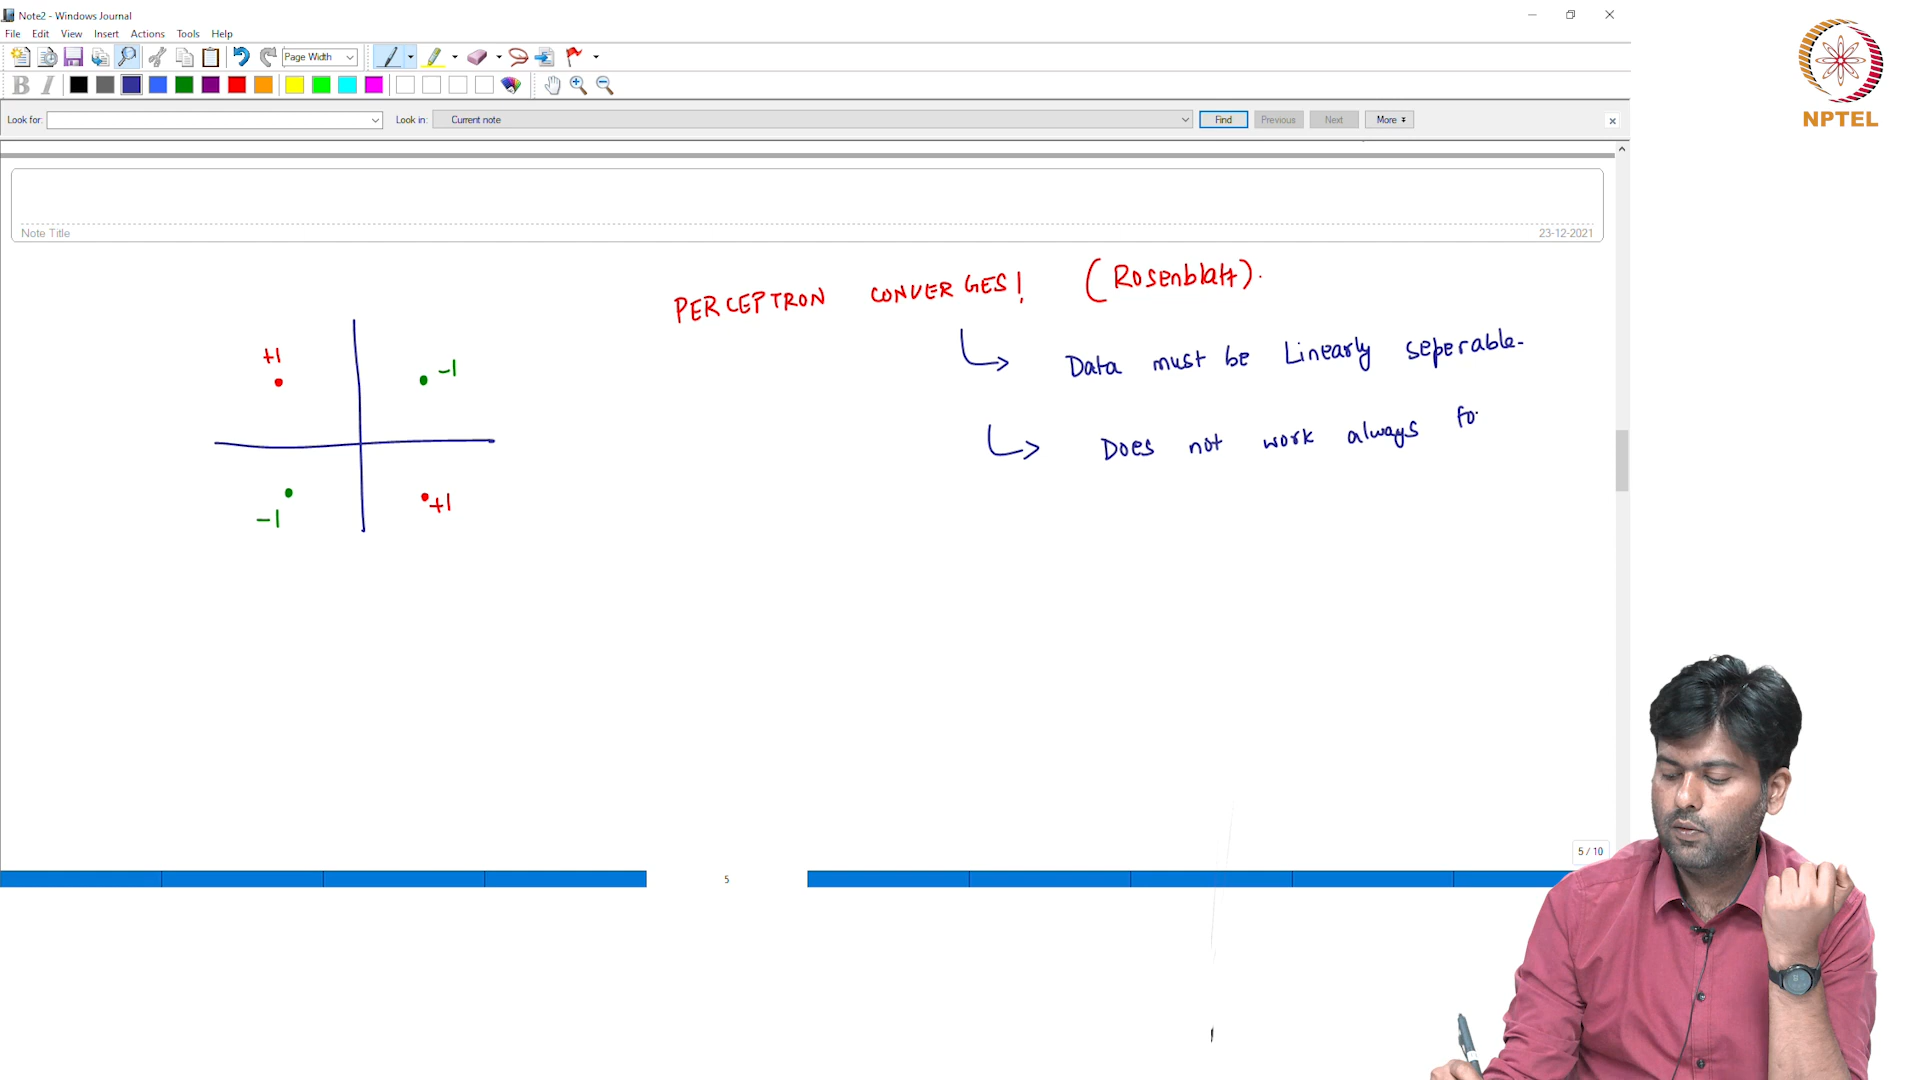 Note2 - Windows Journal
File Edit View Insert Actions Tools Help
Page Width
B I
Look for: Look in: Current note Find Previous Next More
NPTEL
Note Title
23-12-2021
PERCEPTRON CONVERGES! (Rosenblatt).
Data must be Linearly seperable.
Does not work always fo
+1
-1
-1
+1
5 / 10
5